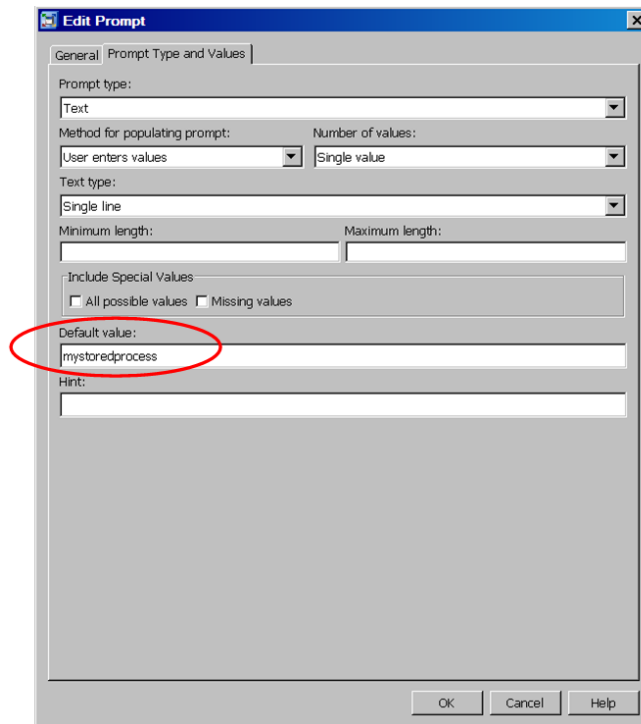 Edit Prompt
General Prompt Type and Values
Prompt type:
Text
Method for populating prompt: Number of values:
User enters values Single value
Text type:
Single line
Minimum length: Maximum length:
Include Special Values
All possible values Missing values
Default value:
mystoredprocess
Hint:
OK Cancel Help